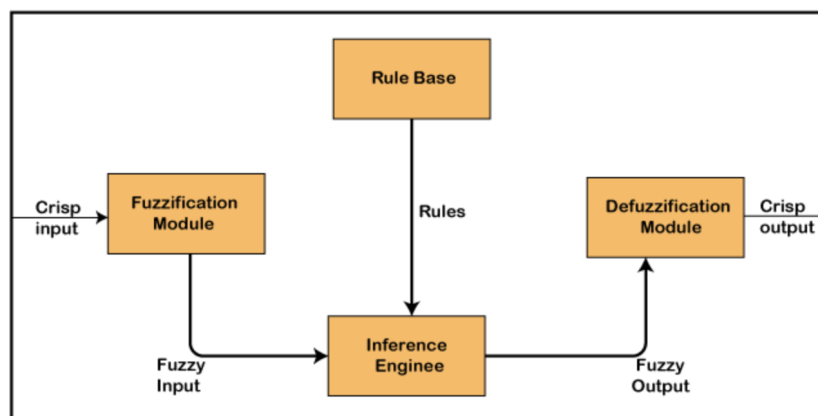 Rule Base
Fuzzification
Module
Crisp
input
Rules
Defuzzification
Module
Crisp
output
Inference
Enginee
Fuzzy
Input
Fuzzy
Output